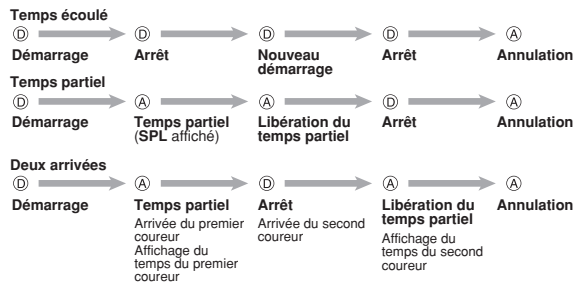 Temps écoulé
Ⓓ Ⓓ Ⓓ Ⓓ Ⓐ
Démarrage Arrêt Nouveau démarrage Arrêt Annulation
Temps partiel
Ⓓ Ⓐ Ⓐ Ⓓ Ⓐ
Démarrage Temps partiel Libération du Arrêt Annulation
(SPL affiché) temps partiel
Deux arrivées
Ⓓ Ⓐ Ⓓ Ⓐ Ⓐ
Démarrage Temps partiel Arrêt Libération du temps partiel Annulation
Arrivée du premier coureur
Affichage du temps du premier coureur
Arrivée du second coureur
Affichage du temps du second coureur